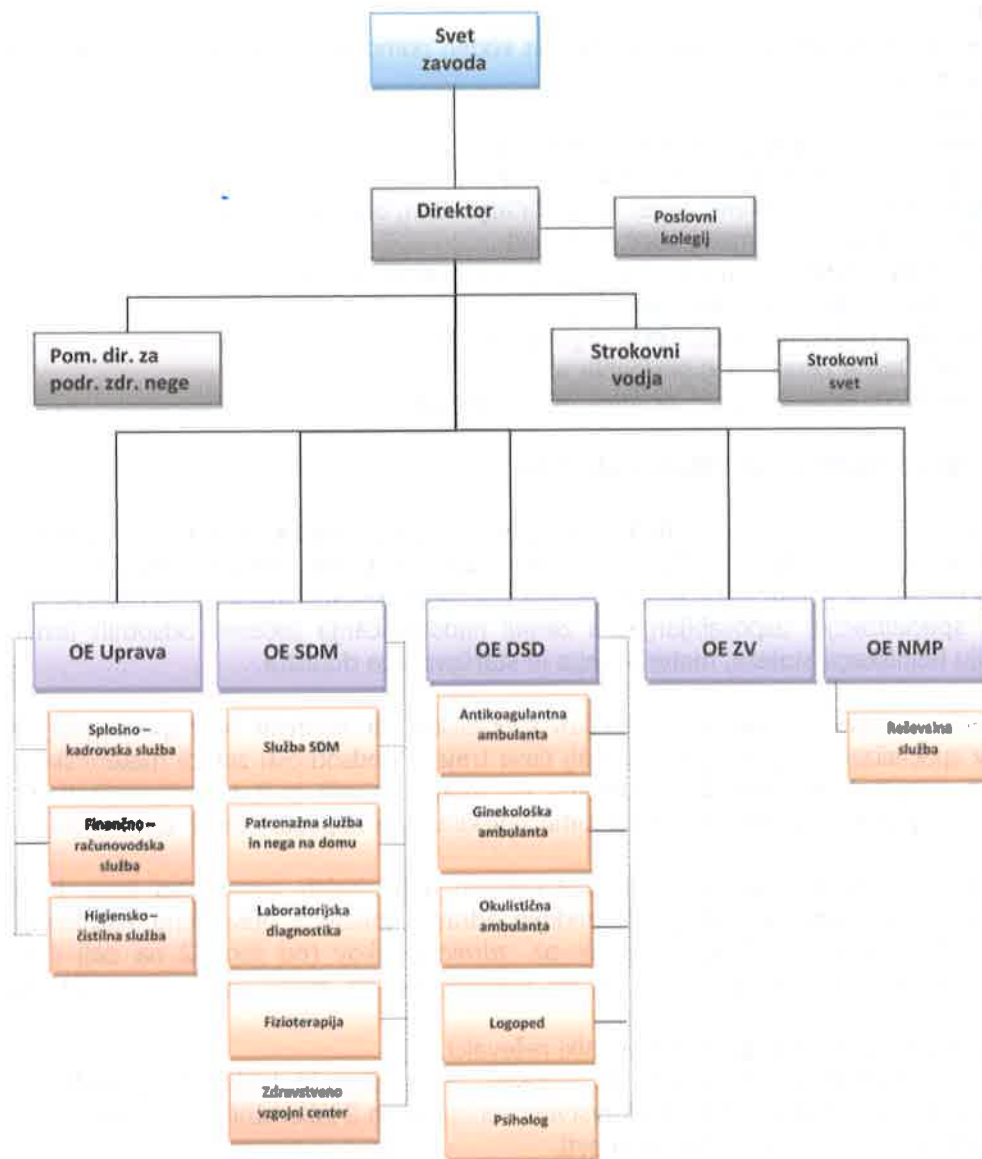 Svet
zavoda
Direktor
Poslovni
kolegij
Pom. dir. za
podr. zdr. nege
Strokovni
vodja
Strokovni
svet
OE Uprava
OE SDM
OE DSD
OE ZV
OE NMP
Splošno –
kadrovska služba
Finančno –
računovodska
služba
Higiensko –
čistilna služba
Služba SDM
Patronažna služba
in nega na domu
Laboratorijska
diagnostika
Fizioterapija
Zdravstveno
vzgojni center
Antikoagulantna
ambulanta
Ginekološka
ambulanta
Okulistična
ambulanta
Logoped
Psiholog
Reševalna
služba